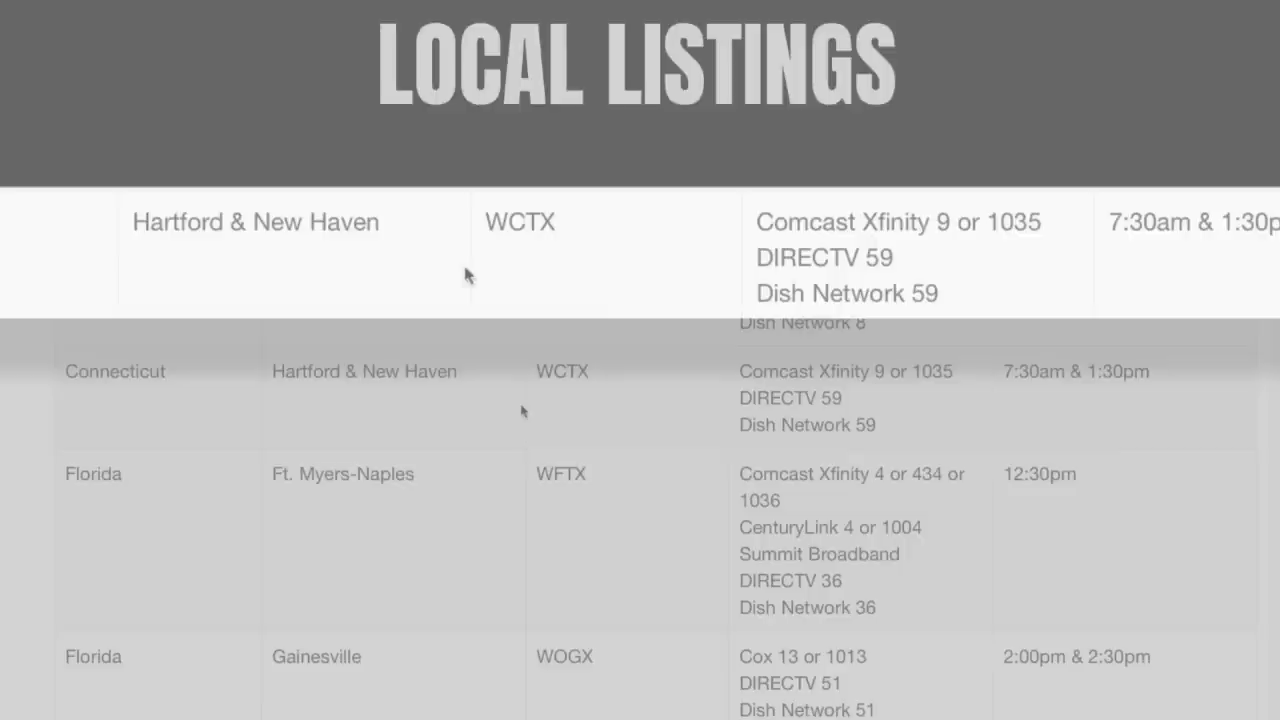 LOCAL LISTINGS
Hartford & New Haven WCTX Comcast Xfinity 9 or 1035 7:30am & 1:30p
DIRECTV 59
Dish Network 59
Dish Network 8
Connecticut Hartford & New Haven WCTX Comcast Xfinity 9 or 1035 7:30am & 1:30pm
DIRECTV 59
Dish Network 59
Florida Ft. Myers-Naples WFTX Comcast Xfinity 4 or 434 or 12:30pm
1036
CenturyLink 4 or 1004
Summit Broadband
DIRECTV 36
Dish Network 36
Florida Gainesville WOGX Cox 13 or 1013 2:00pm & 2:30pm
DIRECTV 51
Dish Network 51